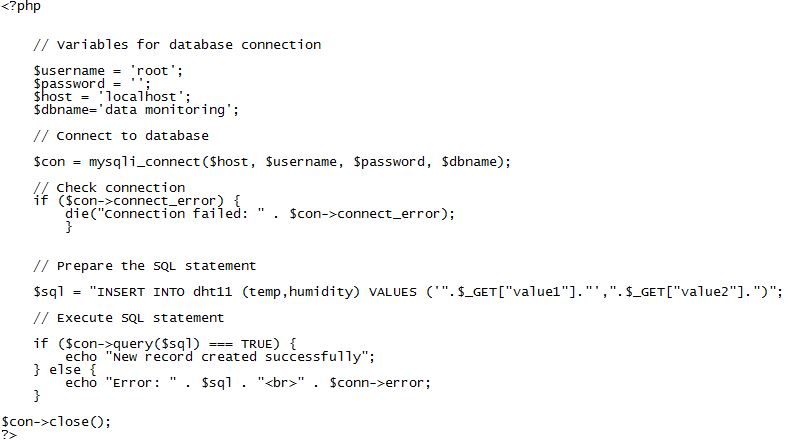 <?php
// Variables for database connection
$username = 'root';
$password = '';
$host = 'localhost';
$dbname='data monitoring';
// Connect to database
$con = mysqli_connect($host, $username, $password, $dbname);
// Check connection
if ($con->connect_error) {
die("Connection failed: " . $con->connect_error);
}
// Prepare the SQL statement
$sql = "INSERT INTO dht11 (temp,humidity) VALUES ('".$_GET["value1"]."',".$_GET["value2"].")";
// Execute SQL statement
if ($con->query($sql) === TRUE) {
echo "New record created successfully";
} else {
echo "Error: " . $sql . "<br>" . $conn->error;
}
$con->close();
?>